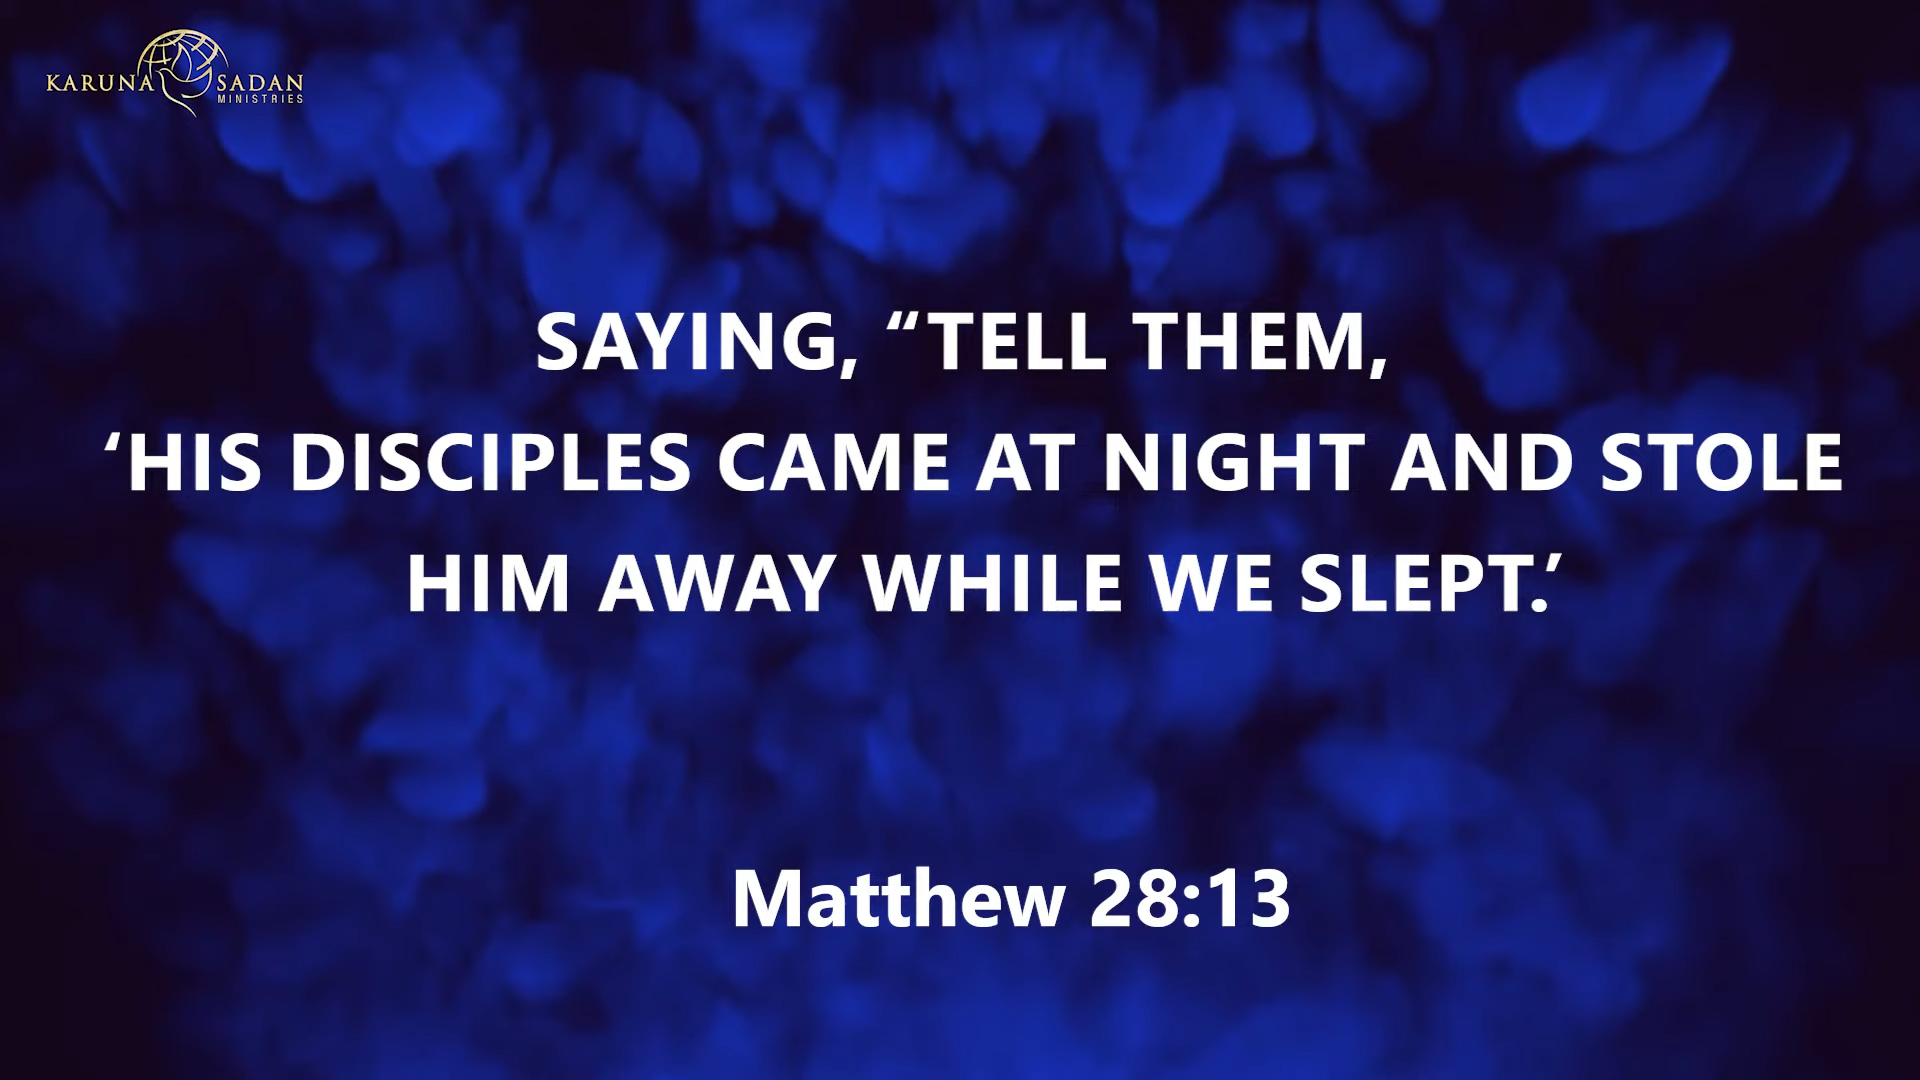 KARUNA SADAN
MINISTRIES
SAYING, “TELL THEM,
‘HIS DISCIPLES CAME AT NIGHT AND STOLE
HIM AWAY WHILE WE SLEPT.’
Matthew 28:13